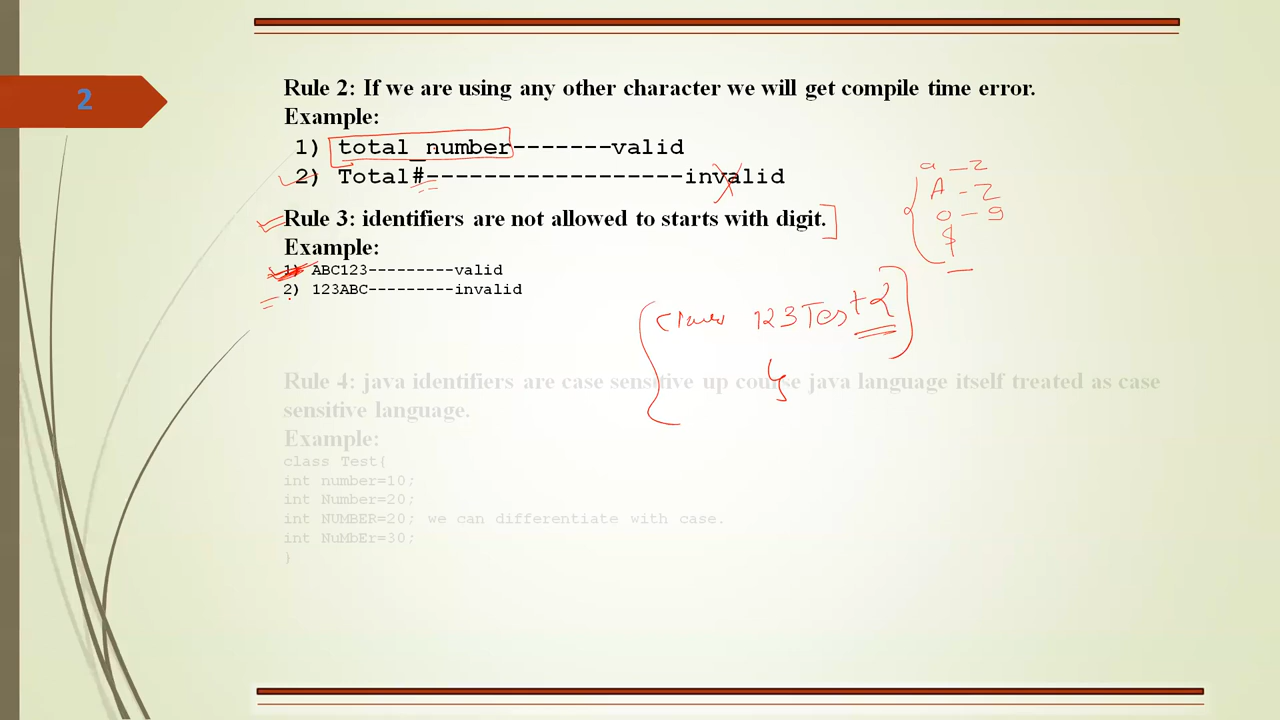 2
Rule 2: If we are using any other character we will get compile time error.
Example:
1) total_number-------valid
2) Total#------------------invalid
a - z
A - Z
0 - 9
$
_
Rule 3: identifiers are not allowed to starts with digit.
Example:
1) ABC123---------valid
2) 123ABC---------invalid
class 123Test {
}
Rule 4: java identifiers are case sensitive up course java language itself treated as case
sensitive language.
Example:
class Test{
int number=10;
int Number=20;
int NUMBER=20; we can differentiate with case.
int NuMbEr=30;
}